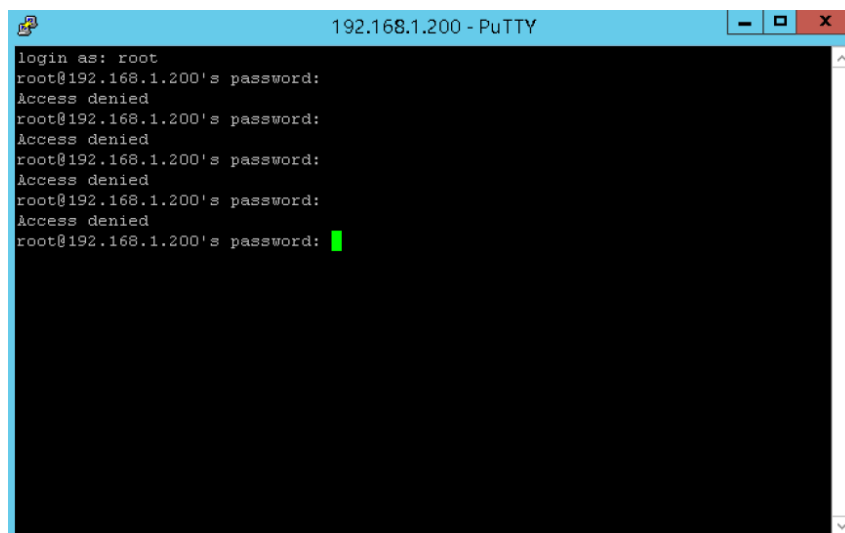 192.168.1.200 - PuTTY
login as: root
root@192.168.1.200's password:
Access denied
root@192.168.1.200's password:
Access denied
root@192.168.1.200's password:
Access denied
root@192.168.1.200's password:
Access denied
root@192.168.1.200's password: